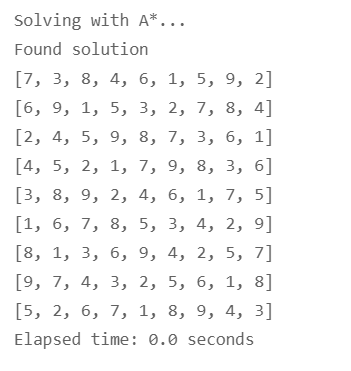 Solving with A*...
Found solution
[7, 3, 8, 4, 6, 1, 5, 9, 2]
[6, 9, 1, 5, 3, 2, 7, 8, 4]
[2, 4, 5, 9, 8, 7, 3, 6, 1]
[4, 5, 2, 1, 7, 9, 8, 3, 6]
[3, 8, 9, 2, 4, 6, 1, 7, 5]
[1, 6, 7, 8, 5, 3, 4, 2, 9]
[8, 1, 3, 6, 9, 4, 2, 5, 7]
[9, 7, 4, 3, 2, 5, 6, 1, 8]
[5, 2, 6, 7, 1, 8, 9, 4, 3]
Elapsed time: 0.0 seconds